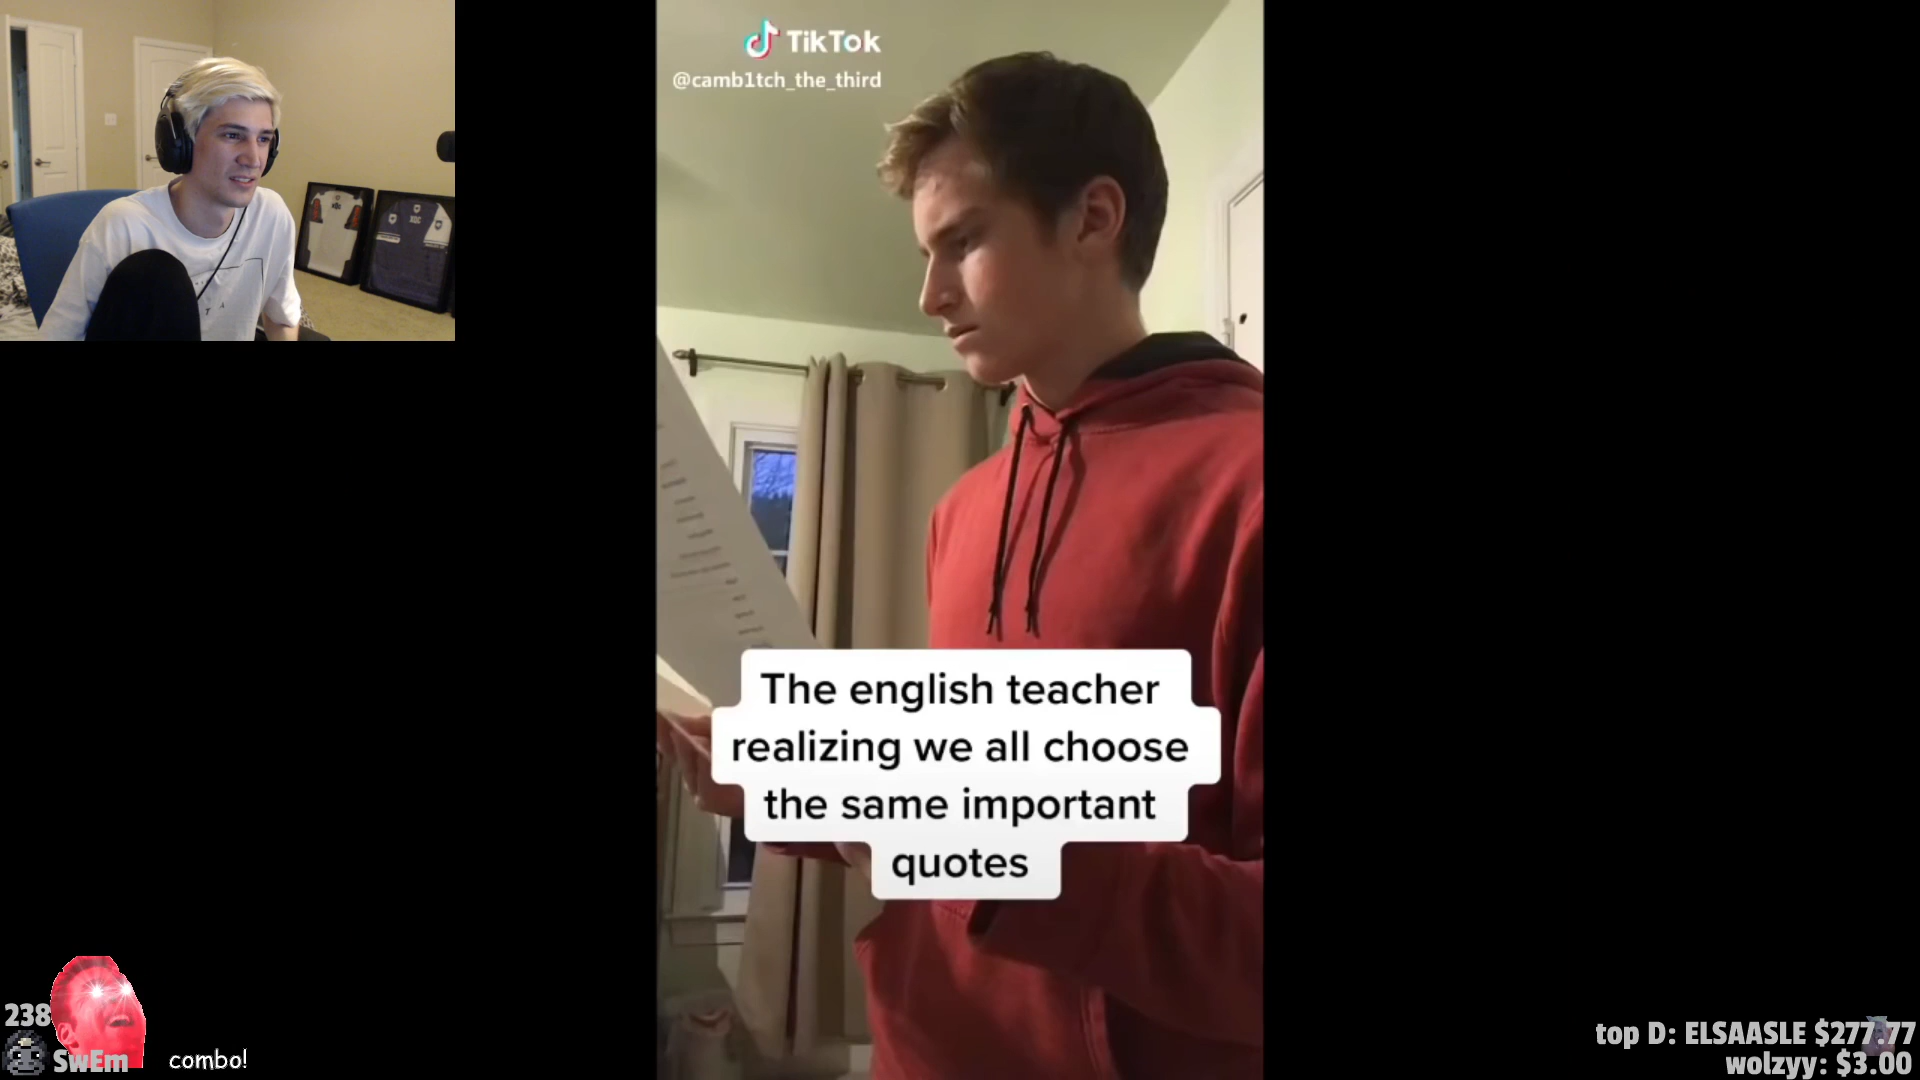 TikTok
@camb1tch_the_third
XQC
The english teacher
realizing we all choose
the same important
quotes
238
SwEm
combo!
top D: ELSAASLE $277.77
wolzyy: $3.00